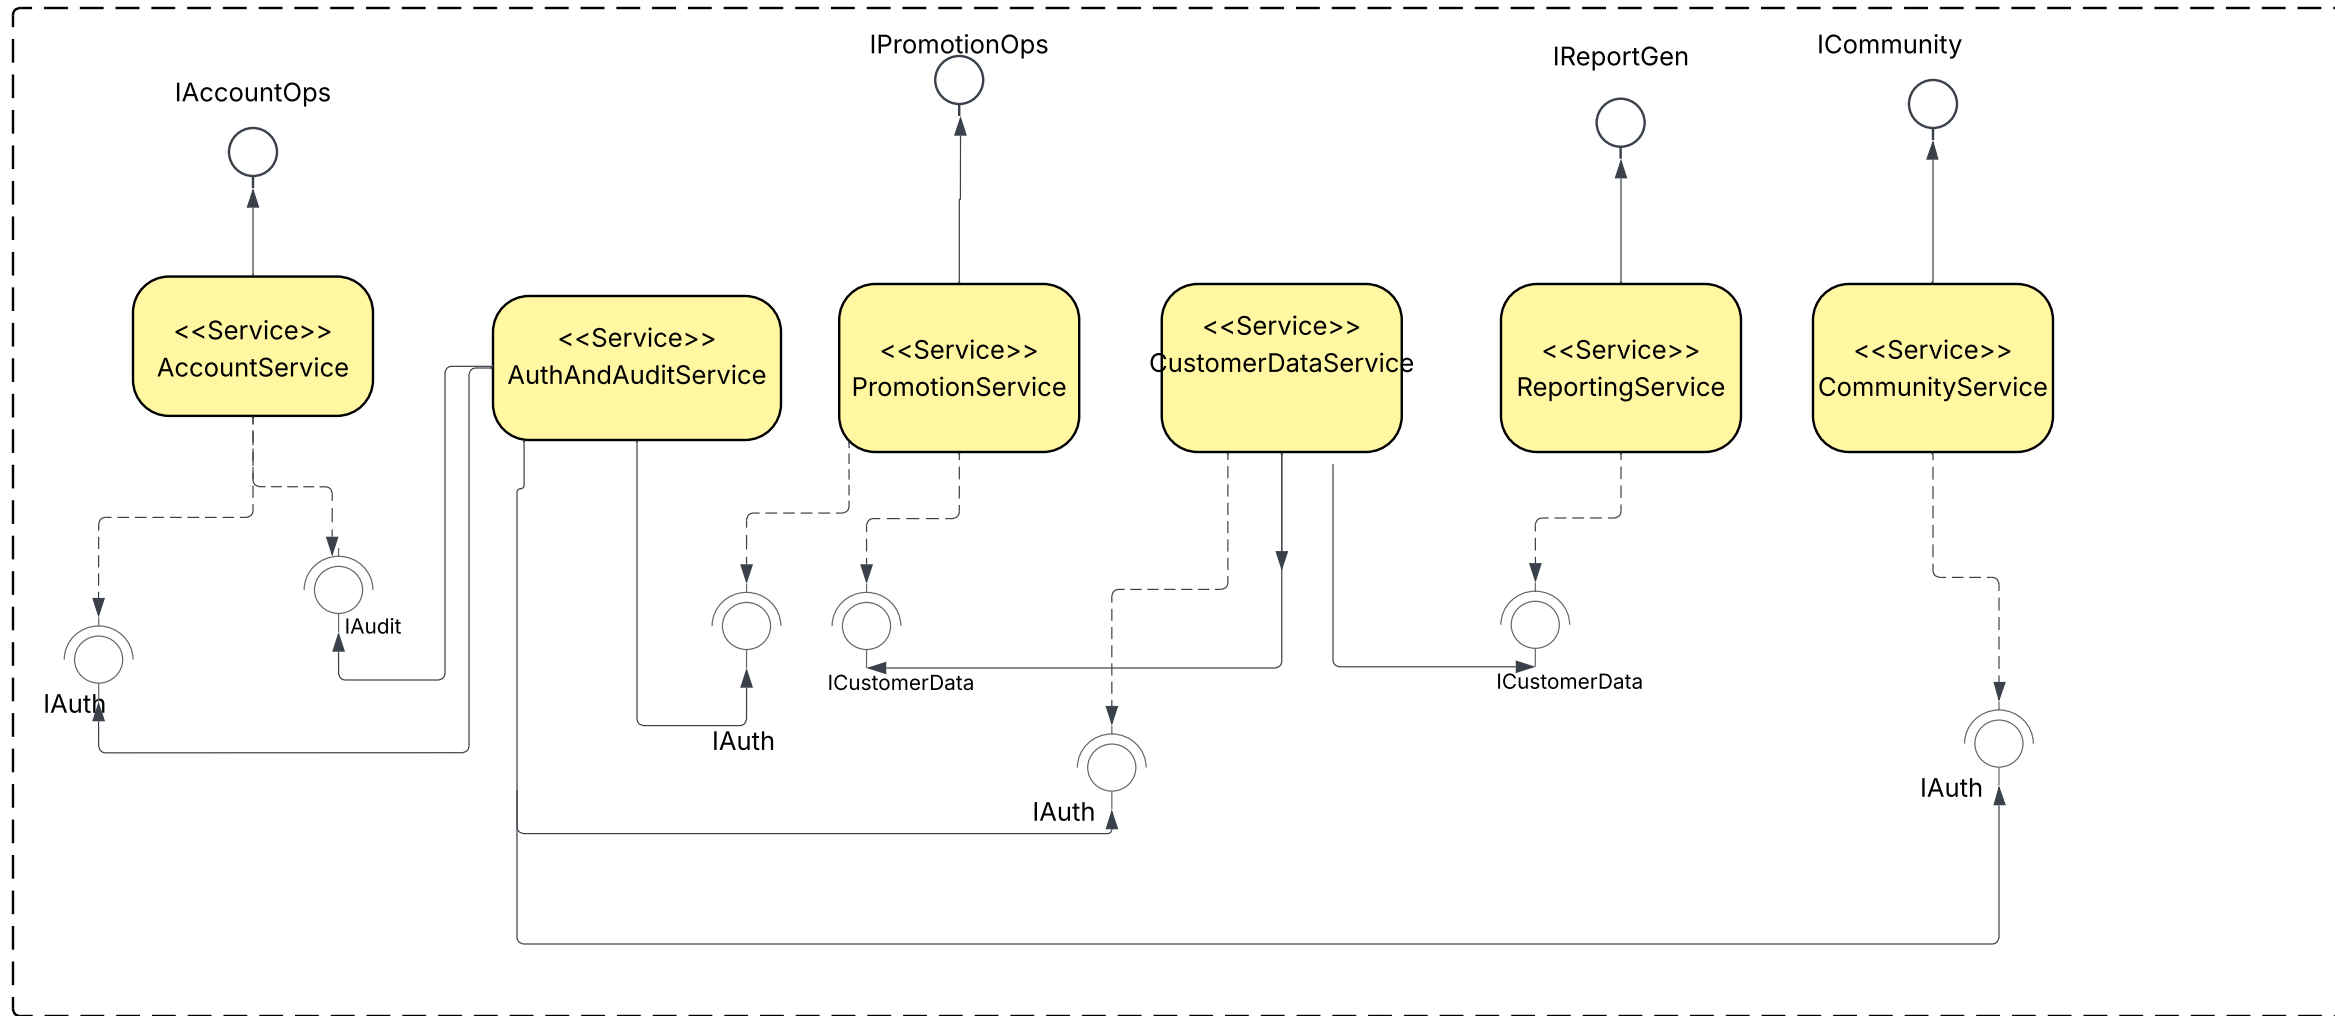 IPromotionOps
ICommunity
IReportGen
IAccountOps
<<Service>>
AccountService
<<Service>>
AuthAndAuditService
<<Service>>
PromotionService
<<Service>>
CustomerDataService
<<Service>>
ReportingService
<<Service>>
CommunityService
IAudit
IAuth
ICustomerData
ICustomerData
IAuth
IAuth
IAuth